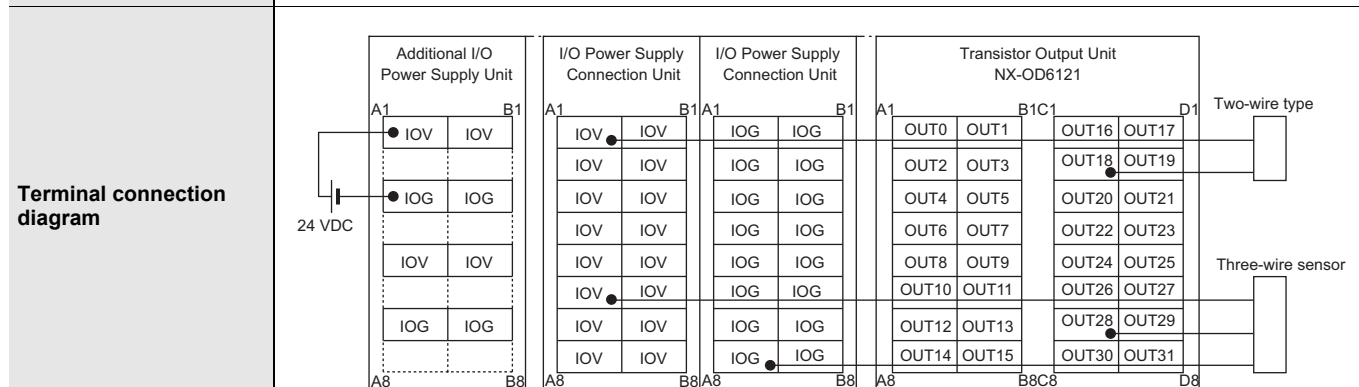 Terminal connection
diagram
Additional I/O
Power Supply Unit
I/O Power Supply
Connection Unit
I/O Power Supply
Connection Unit
Transistor Output Unit
NX-OD6121
A1 B1 A1 B1 A1 B1 A1 B1 C1 D1
Two-wire type
IOV IOV IOV IOV IOG IOG OUT0 OUT1 OUT16 OUT17
IOV IOV IOG IOG OUT2 OUT3 OUT18 OUT19
IOG IOG IOV IOV IOG IOG OUT4 OUT5 OUT20 OUT21
24 VDC
IOV IOV IOG IOG OUT6 OUT7 OUT22 OUT23
IOV IOV IOV IOV IOG IOG OUT8 OUT9 OUT24 OUT25
Three-wire sensor
IOV IOV IOG IOG OUT10 OUT11 OUT26 OUT27
IOG IOG IOV IOV IOG IOG OUT12 OUT13 OUT28 OUT29
IOV IOV IOG IOG OUT14 OUT15 OUT30 OUT31
A8 B8 A8 B8 A8 B8 A8 B8 C8 D8